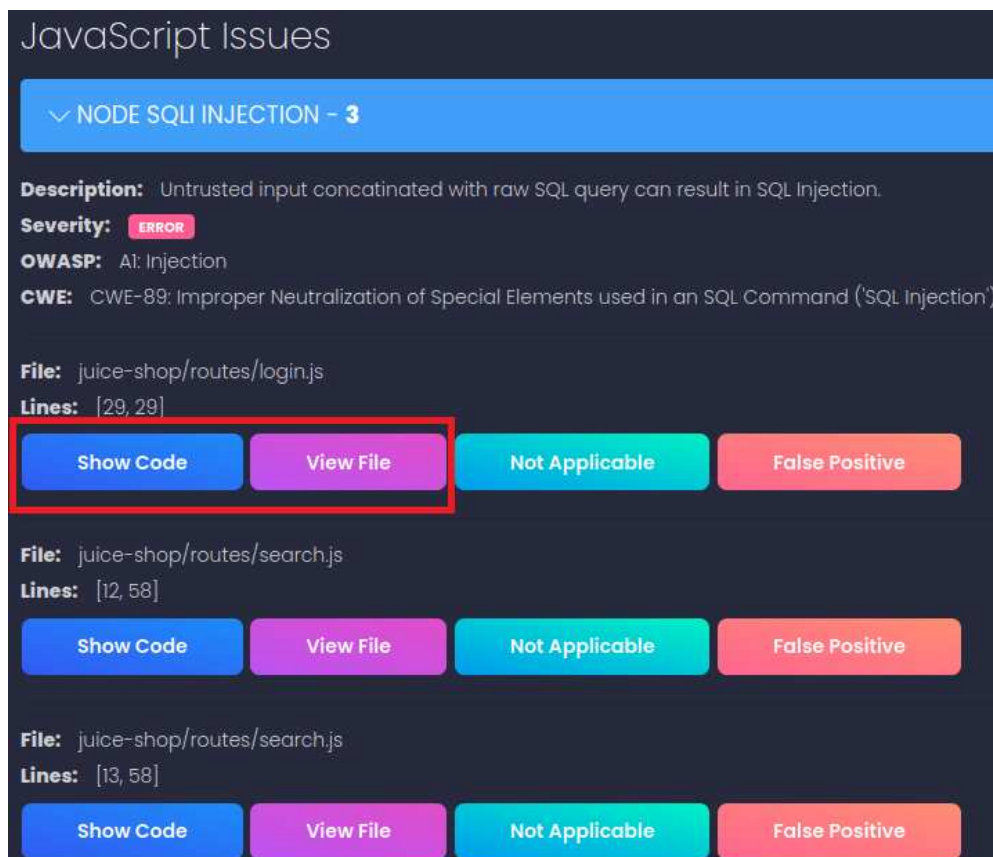 JavaScript Issues
NODE SQLI INJECTION - 3
Description: Untrusted input concatinated with raw SQL query can result in SQL Injection.
Severity: ERROR
OWASP: A1: Injection
CWE: CWE-89: Improper Neutralization of Special Elements used in an SQL Command ('SQL Injection')
File: juice-shop/routes/login.js
Lines: [29, 29]
Show Code View File Not Applicable False Positive
File: juice-shop/routes/search.js
Lines: [12, 58]
Show Code View File Not Applicable False Positive
File: juice-shop/routes/search.js
Lines: [13, 58]
Show Code View File Not Applicable False Positive